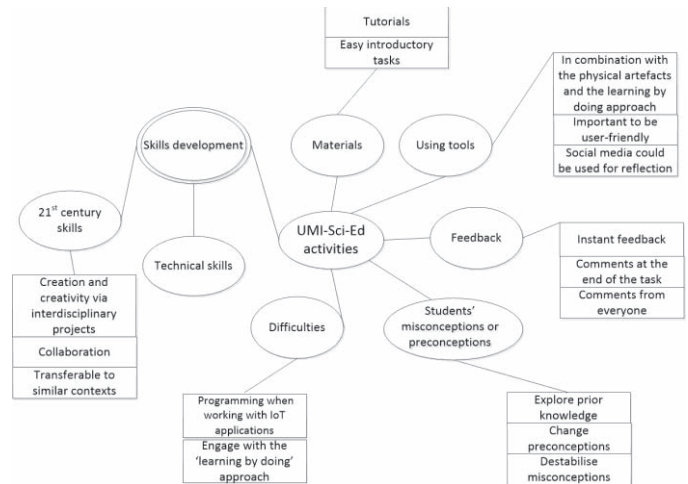 Tutorials
Easy introductory
tasks
In combination with
the physical artefacts
and the learning by
doing approach
Important to be
user-friendly
Social media could
be used for reflection
Skills development
Materials
Using tools
21st century
skills
Technical skills
UMI-Sci-Ed
activities
Feedback
Instant feedback
Comments at the
end of the task
Comments from
everyone
Creation and
creativity via
interdisciplinary
projects
Collaboration
Transferable to
similar contexts
Difficulties
Students'
misconceptions or
preconceptions
Programming when
working with IoT
applications
Engage with the
‘learning by doing’
approach
Explore prior
knowledge
Change
preconceptions
Destabilise
misconceptions